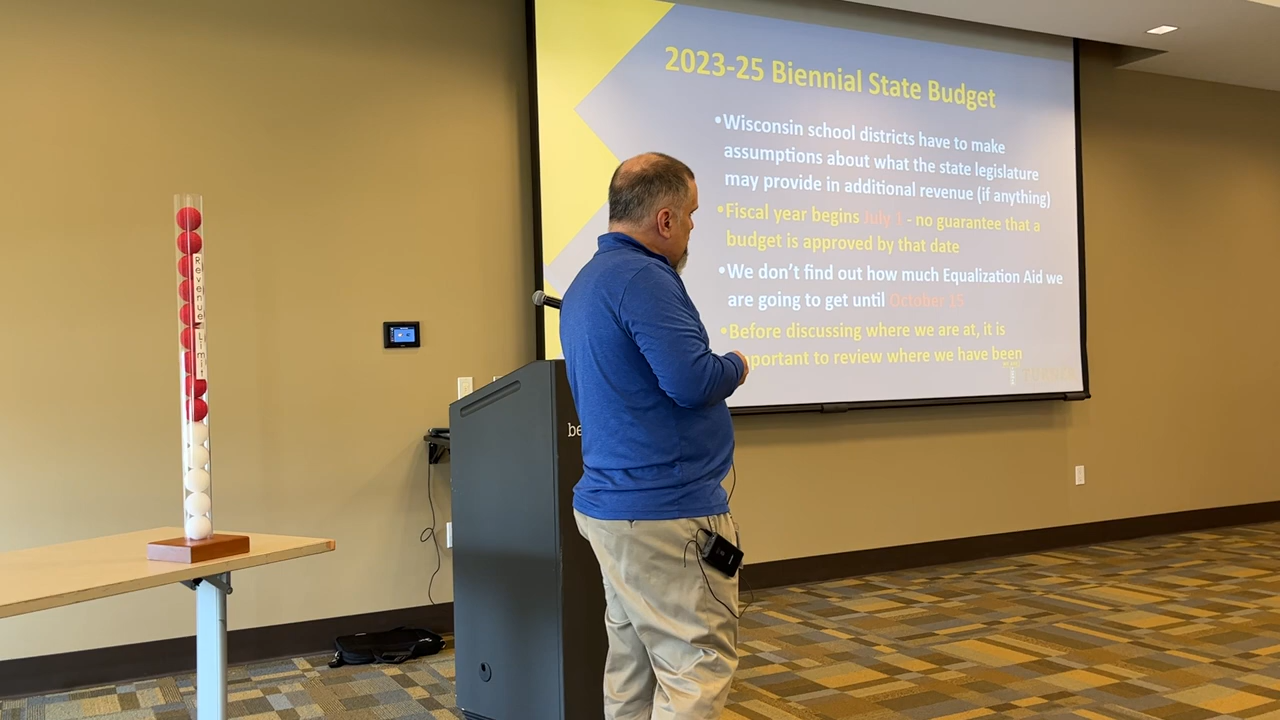 2023-25 Biennial State Budget
•Wisconsin school districts have to make
assumptions about what the state legislature
may provide in additional revenue (if anything)
•Fiscal year begins July 1 - no guarantee that a
budget is approved by that date
•We don't find out how much Equalization Aid we
are going to get until October 15
•Before discussing where we are at, it is
portant to review where we have been
Revenue Limit
be